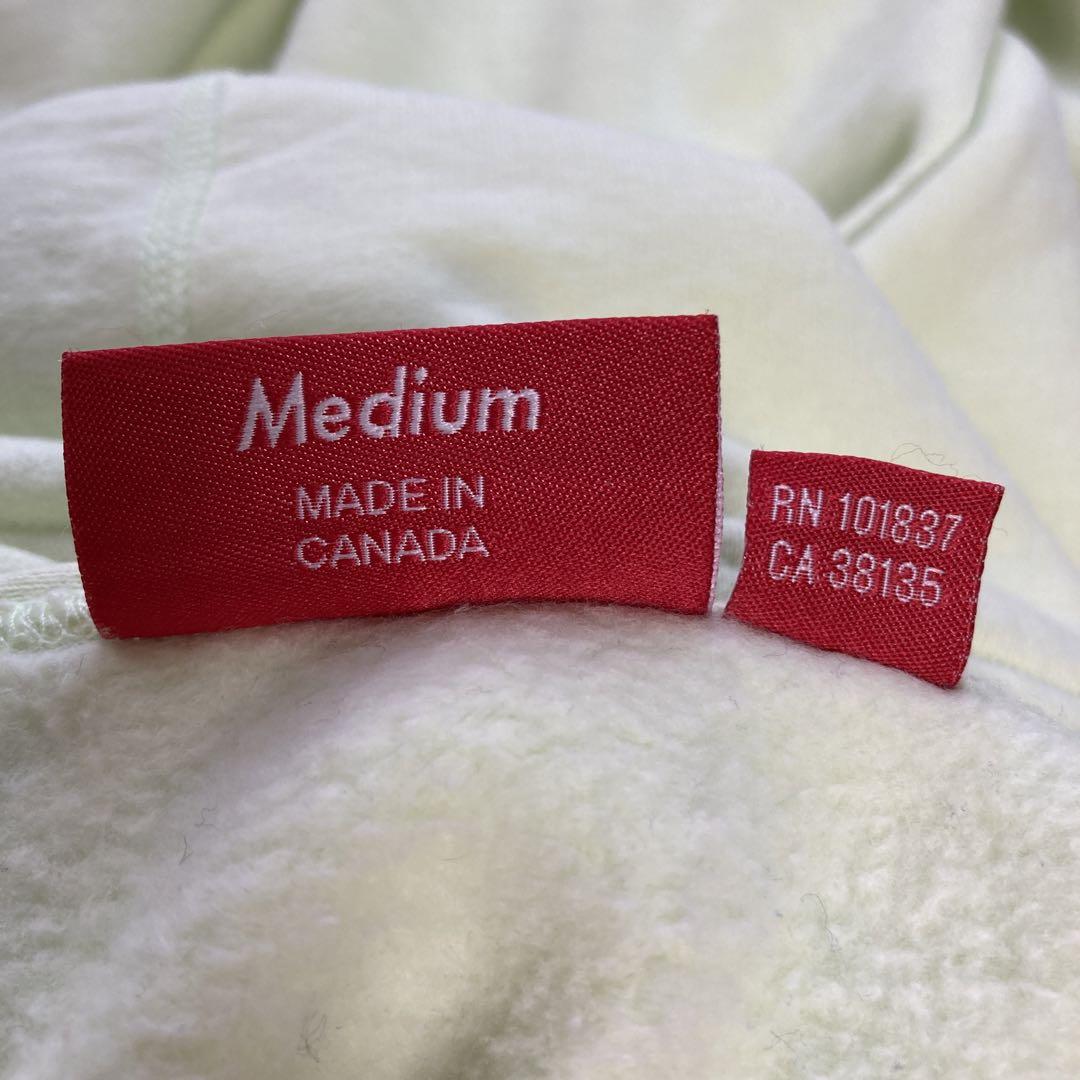 Medium
MADE IN
CANADA
RN 101837
CA 38135